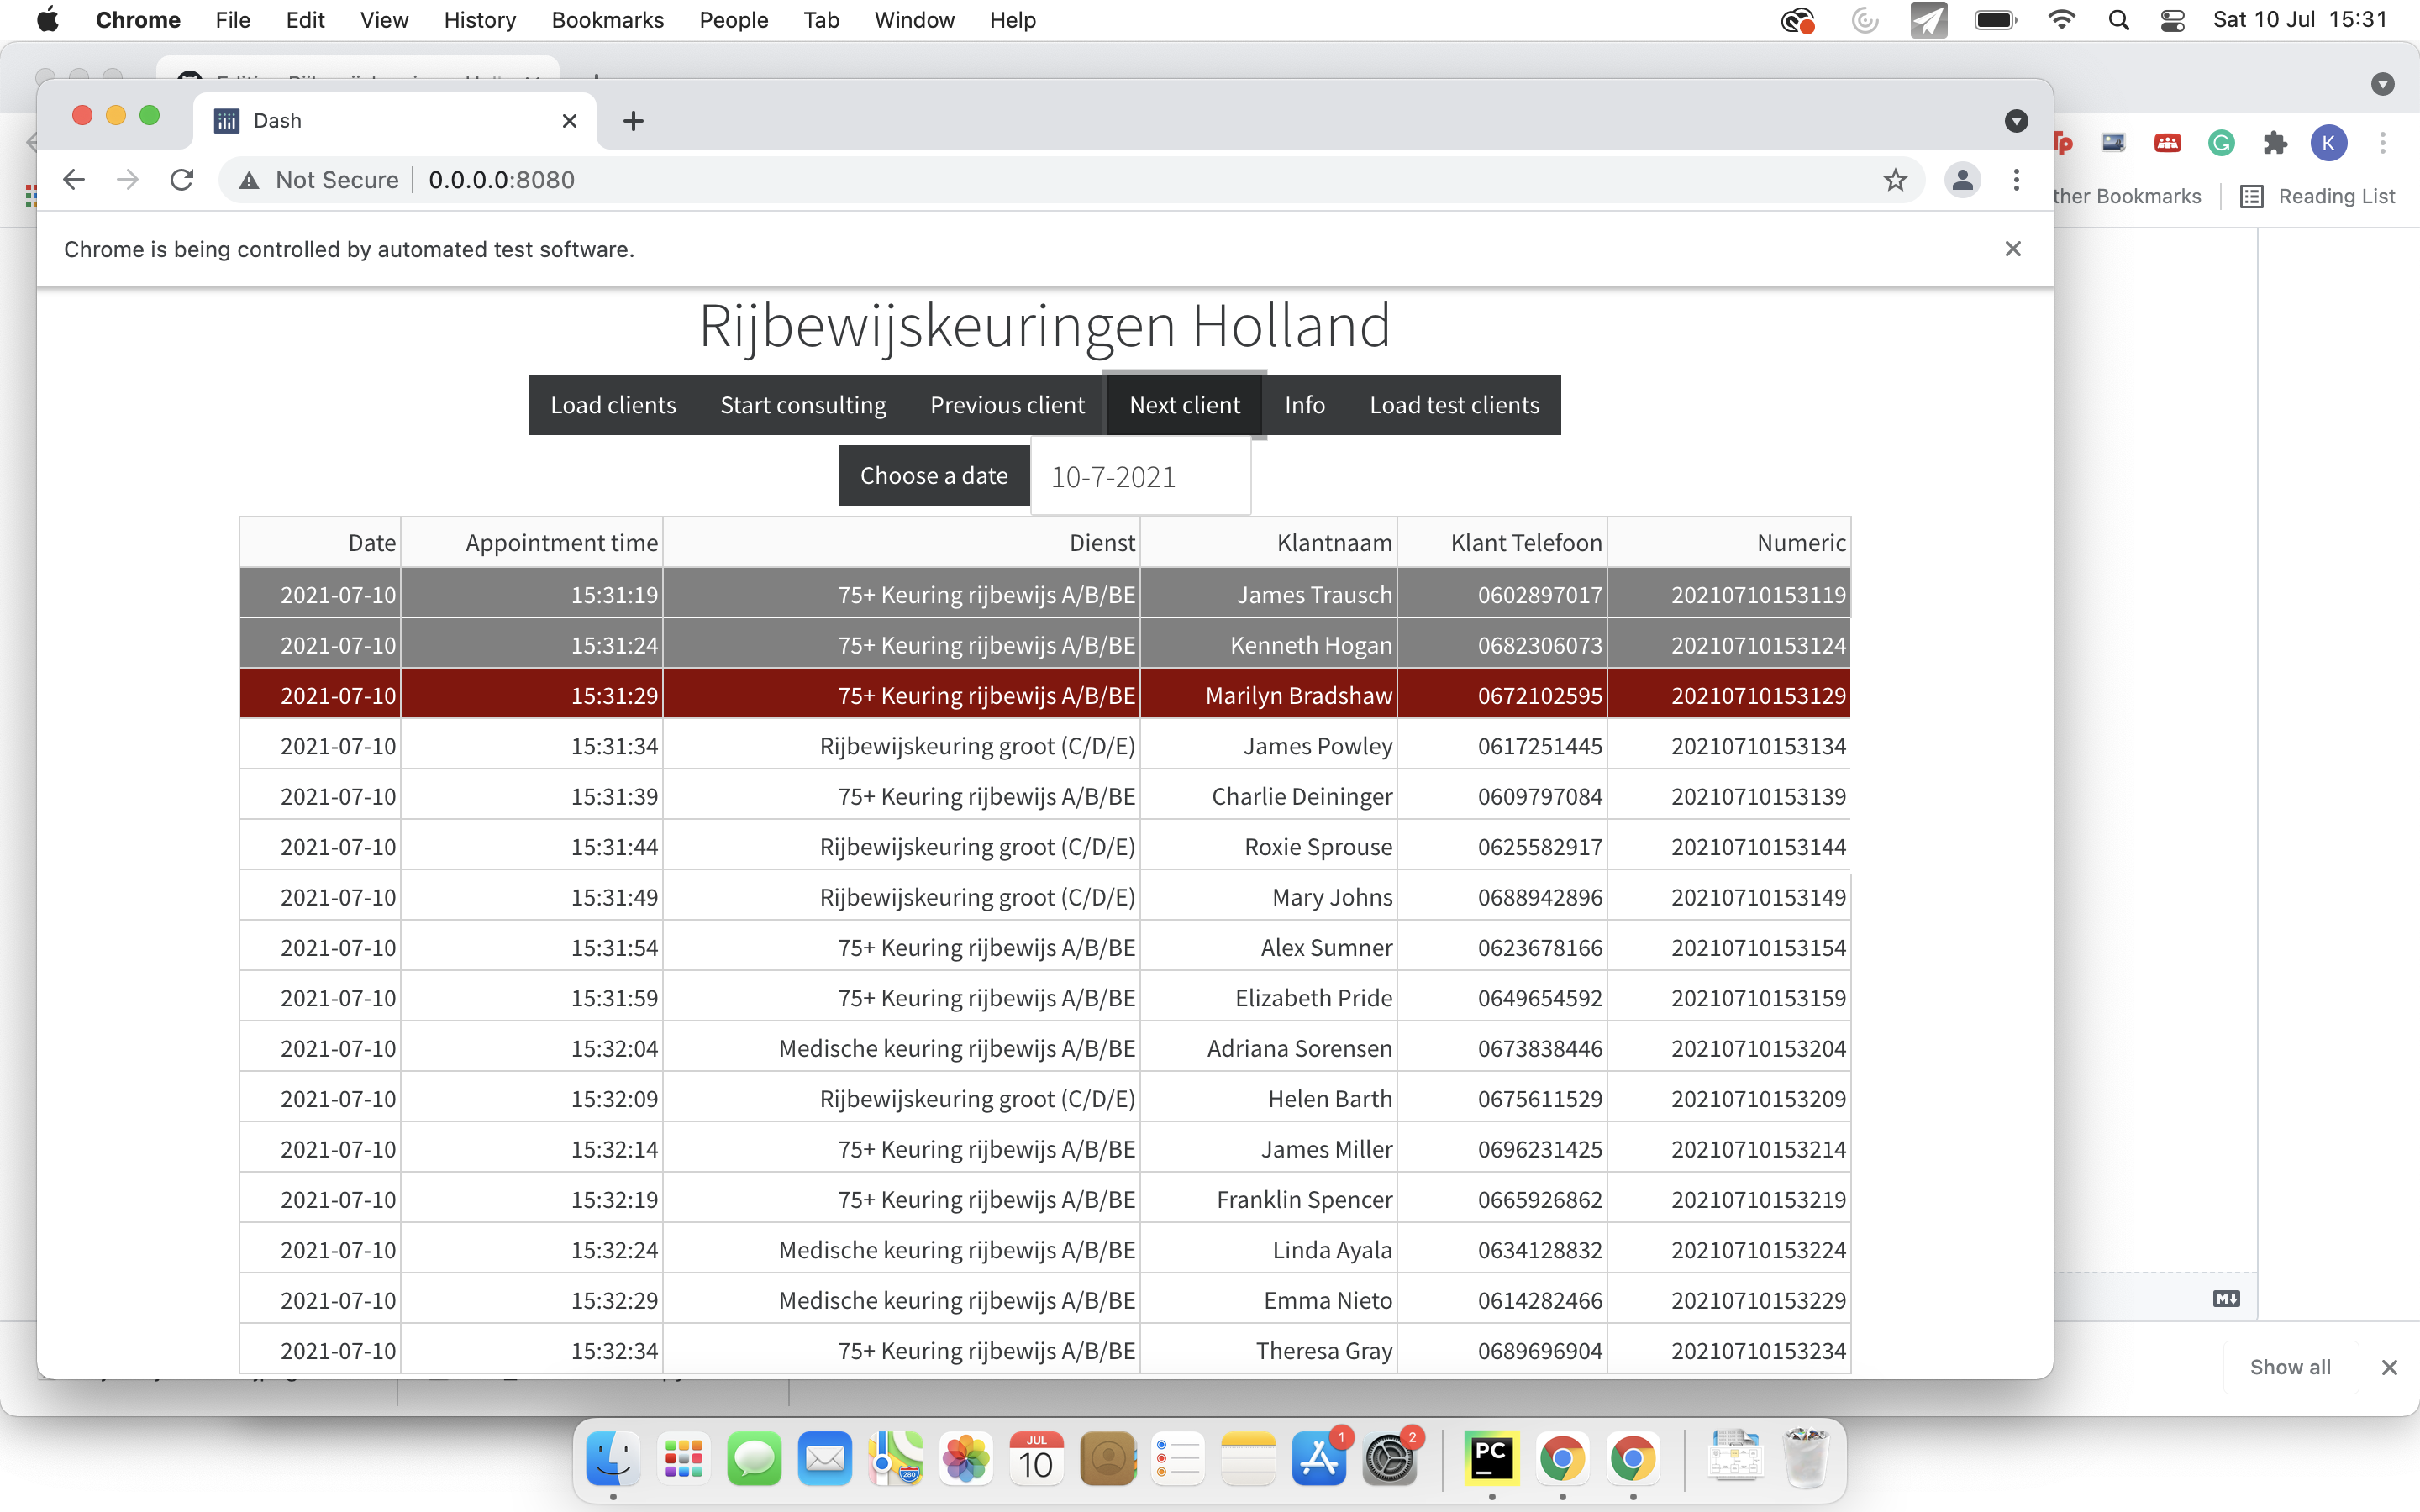 Chrome File Edit View History Bookmarks People Tab Window Help Sat 10 Jul 15:31
Dash
Not Secure 0.0.0.0:8080
K
ther Bookmarks Reading List
Chrome is being controlled by automated test software.
Rijbewijskeuringen Holland
Load clients Start consulting Previous client Next client Info Load test clients
Choose a date 10-7-2021
Date Appointment time Dienst Klantnaam Klant Telefoon Numeric
2021-07-10 15:31:19 75+ Keuring rijbewijs A/B/BE James Trausch 0602897017 20210710153119
2021-07-10 15:31:24 75+ Keuring rijbewijs A/B/BE Kenneth Hogan 0682306073 20210710153124
2021-07-10 15:31:29 75+ Keuring rijbewijs A/B/BE Marilyn Bradshaw 0672102595 20210710153129
2021-07-10 15:31:34 Rijbewijskeuring groot (C/D/E) James Powley 0617251445 20210710153134
2021-07-10 15:31:39 75+ Keuring rijbewijs A/B/BE Charlie Deininger 0609797084 20210710153139
2021-07-10 15:31:44 Rijbewijskeuring groot (C/D/E) Roxie Sprouse 0625582917 20210710153144
2021-07-10 15:31:49 Rijbewijskeuring groot (C/D/E) Mary Johns 0688942896 20210710153149
2021-07-10 15:31:54 75+ Keuring rijbewijs A/B/BE Alex Sumner 0623678166 20210710153154
2021-07-10 15:31:59 75+ Keuring rijbewijs A/B/BE Elizabeth Pride 0649654592 20210710153159
2021-07-10 15:32:04 Medische keuring rijbewijs A/B/BE Adriana Sorensen 0673838446 20210710153204
2021-07-10 15:32:09 Rijbewijskeuring groot (C/D/E) Helen Barth 0675611529 20210710153209
2021-07-10 15:32:14 75+ Keuring rijbewijs A/B/BE James Miller 0696231425 20210710153214
2021-07-10 15:32:19 75+ Keuring rijbewijs A/B/BE Franklin Spencer 0665926862 20210710153219
2021-07-10 15:32:24 Medische keuring rijbewijs A/B/BE Linda Ayala 0634128832 20210710153224
2021-07-10 15:32:29 Medische keuring rijbewijs A/B/BE Emma Nieto 0614282466 20210710153229
2021-07-10 15:32:34 75+ Keuring rijbewijs A/B/BE Theresa Gray 0689696904 20210710153234
Show all
JUL
10
280
1
2
PC